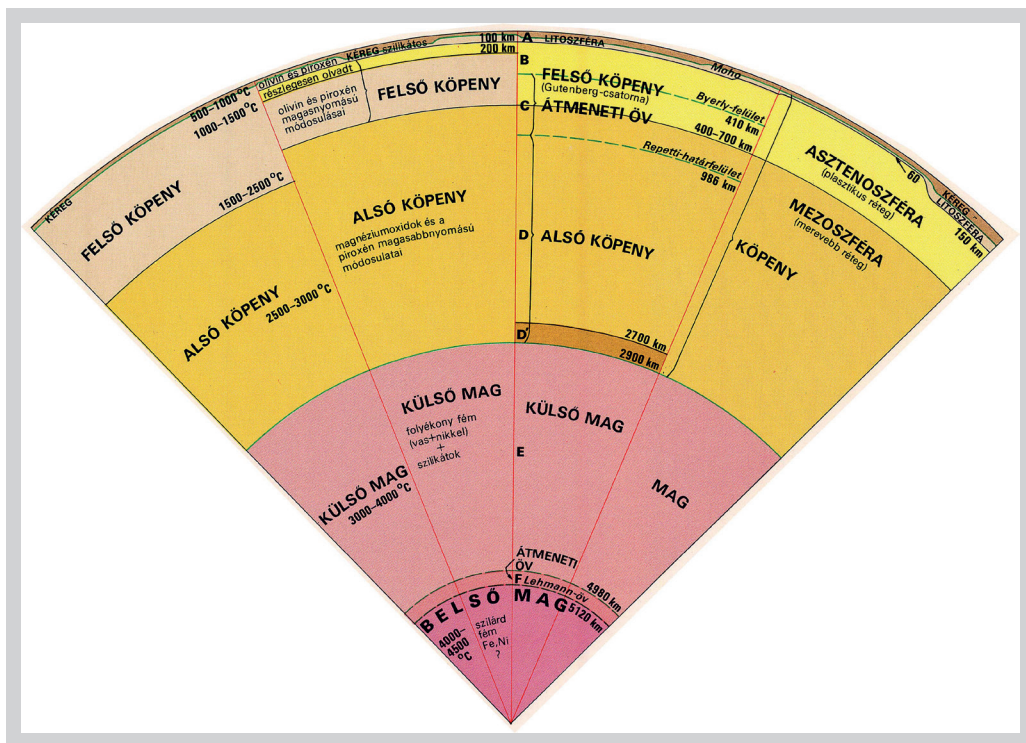 KÉREG
500–1000 °C
1000–1500 °C
FELSŐ KÖPENY
1500–2500 °C
ALSÓ KÖPENY
2500–3000 °C
KÜLSŐ MAG
3000–4000 °C
BELSŐ MAG
4000–
4500
°C
KÉREG szilikátos
olivin és piroxén
részlegesen olvadt
olivin és piroxén
magasnyomású
módosulásai
FELSŐ KÖPENY
100 km
200 km
ALSÓ KÖPENY
magnéziumoxidok és a
piroxén magasabbnyomású
módosulatai
KÜLSŐ MAG
folyékony fém
(vas+nikkel)
+
szilikátok
szilárd
fém
Fe,Ni
?
A LITOSZFÉRA
Moho
B
FELSŐ KÖPENY
(Gutenberg-csatorna)
Byerly-felület
410 km
C ÁTMENETI ÖV
400–700 km
Repetti-határfelület
986 km
D ALSÓ KÖPENY
D'
2700 km
2900 km
KÜLSŐ MAG
E
ÁTMENETI
ÖV
F Lehmann-öv
4980 km
5120 km
KÖPENY
ASZTENOSZFÉRA
(plasztikus réteg)
60
KÉREG
LITOSZFÉRA
150 km
MEZOSZFÉRA
(merevebb réteg)
MAG